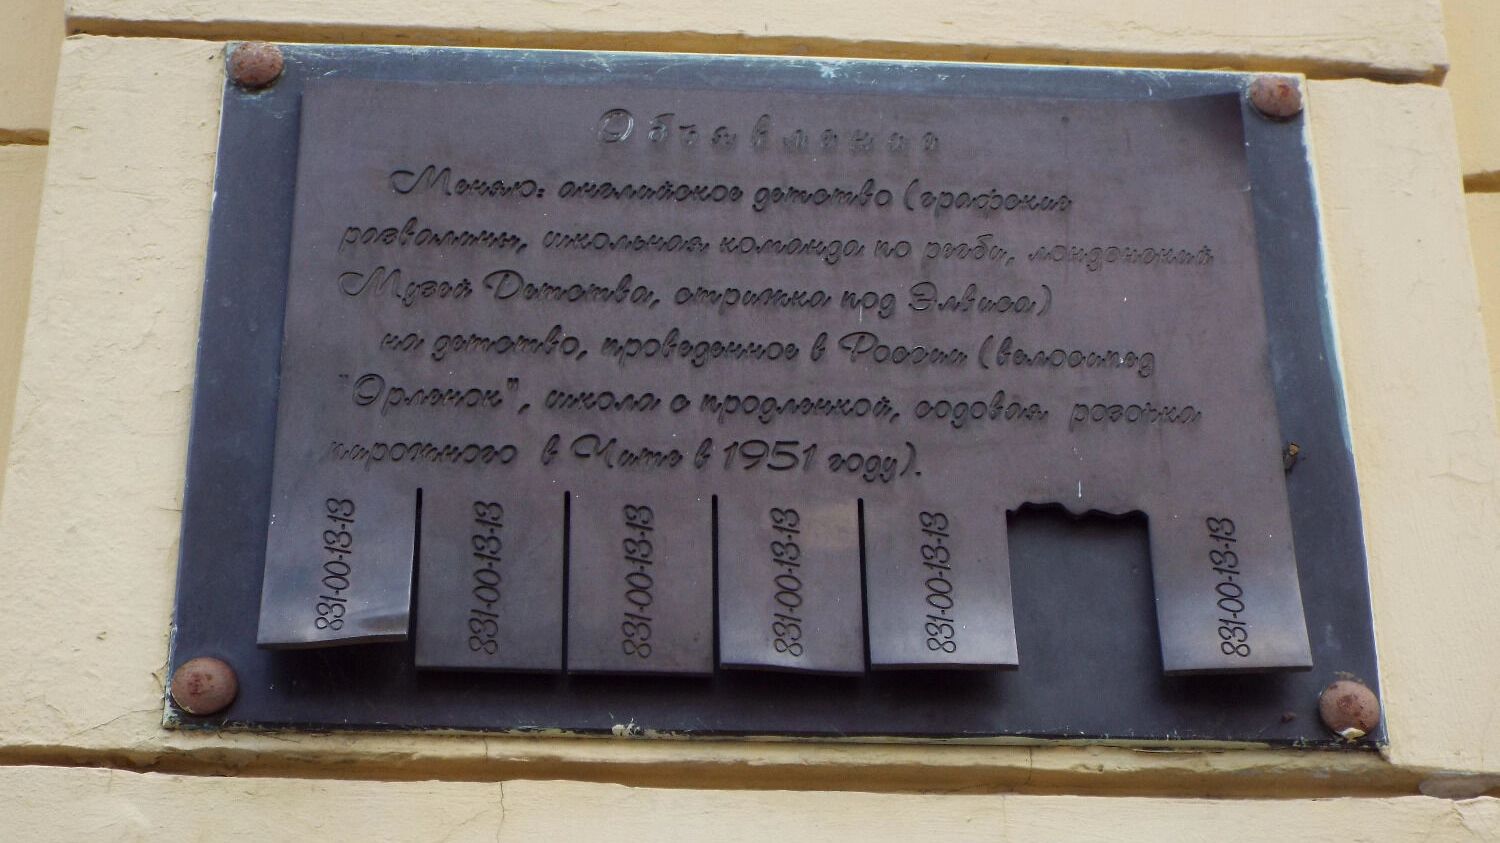 Объявление
Меняю: английское детство (графские
развалины, школьная команда по регби, лондонский
Музей Детства, стрижка под Элвиса)
на детство, проведенное в России (велосипед
"Орленок", школа с продленкой, содовая розочка
пирожного в Чите в 1951 году).
831-00-13-13
831-00-13-13
831-00-13-13
831-00-13-13
831-00-13-13
831-00-13-13